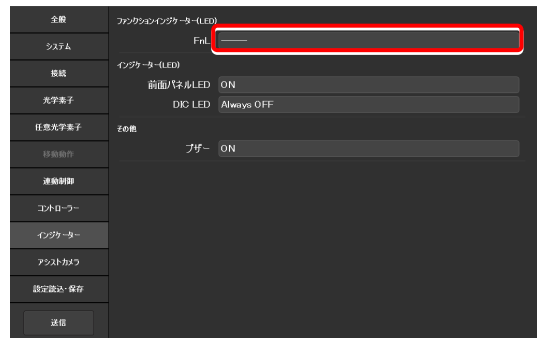 全般
システム
接続
光学素子
任意光学素子
移動動作
連動制御
コントローラー
インジケーター
アシストカメラ
設定読込・保存
送信
ファンクションインジケーター(LED)
FnL ────
インジケーター(LED)
前面パネルLED ON
DIC LED Always OFF
その他
ブザー ON